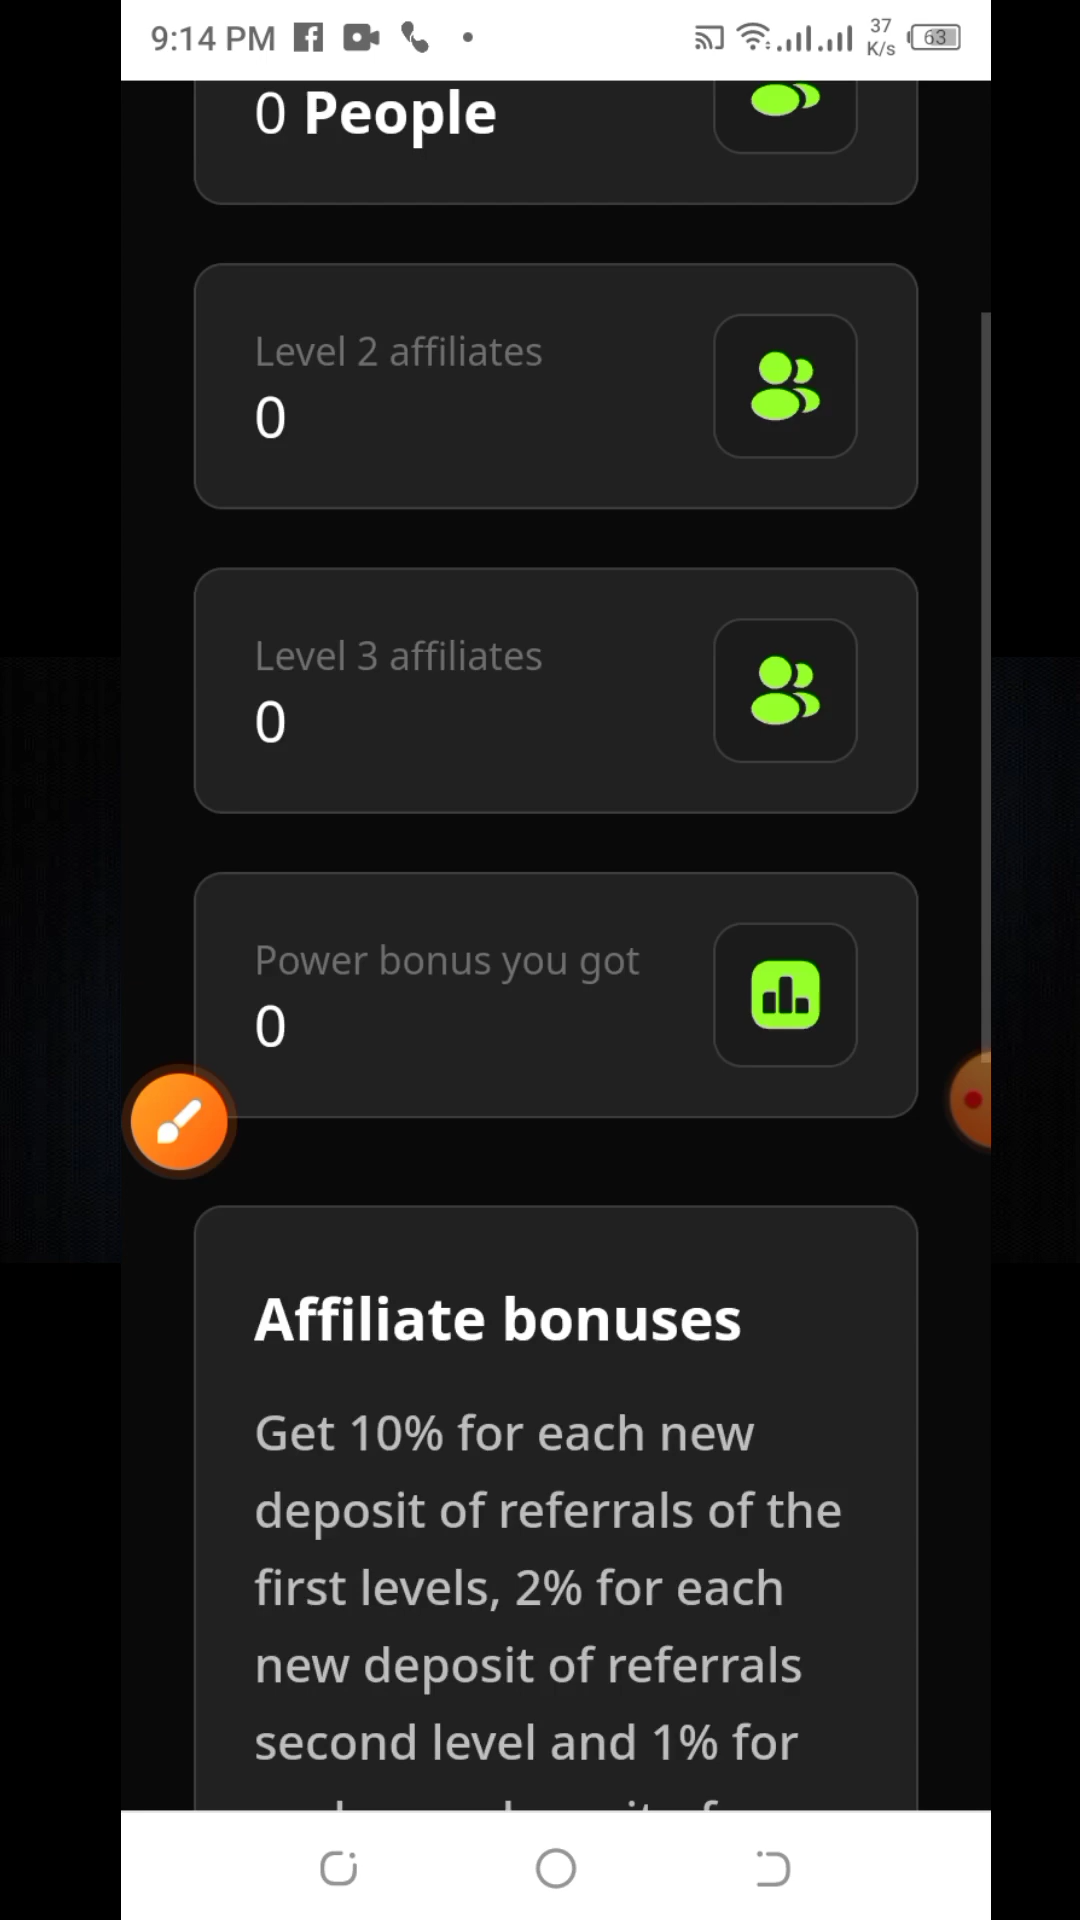 9:14 PM
37
K/s
63
0 People
Level 2 affiliates
0
Level 3 affiliates
0
Power bonus you got
0
Affiliate bonuses
Get 10% for each new
deposit of referrals of the
first levels, 2% for each
new deposit of referrals
second level and 1% for